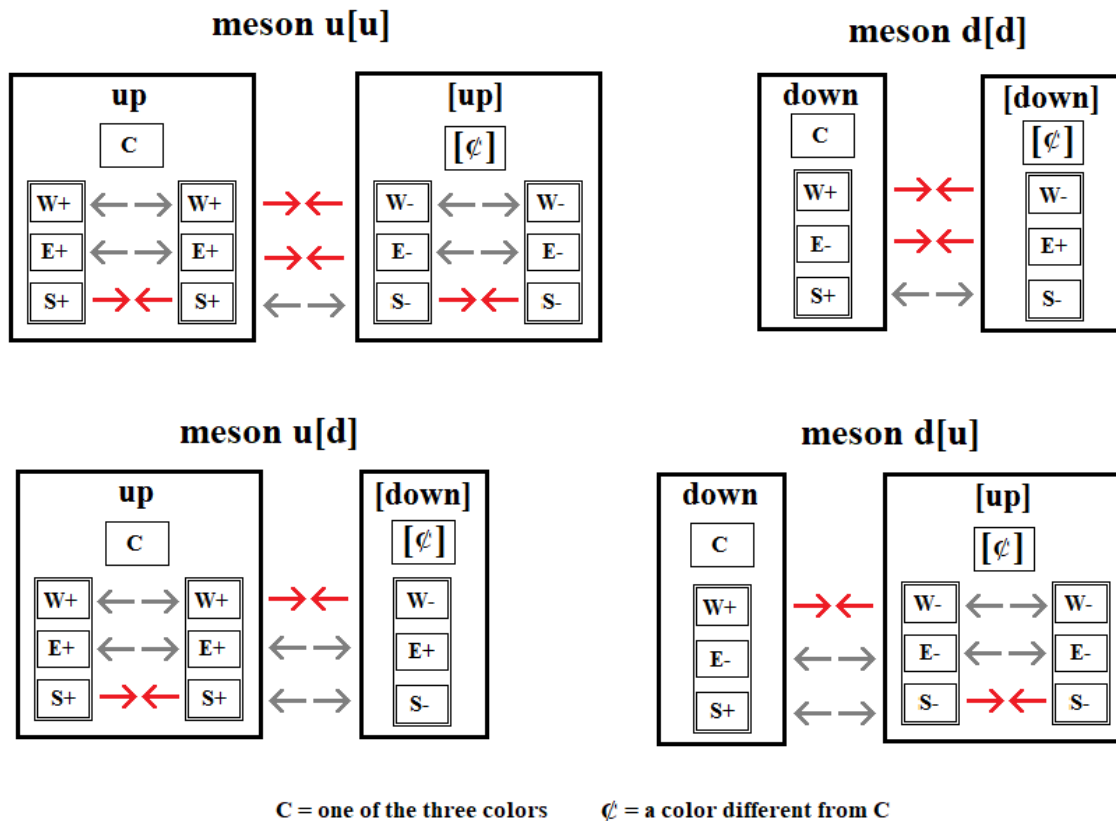 meson u[u]
meson d[d]
up
[up]
down
[down]
C
[₵]
C
[₵]
W+ W+ W- W-
W+ W-
E+ E+ E- E-
E- E+
S+ S+ S- S-
S+ S-
meson u[d]
meson d[u]
up
[down]
down
[up]
C
[₵]
C
[₵]
W+ W+ W-
W+ W- W-
E+ E+ E+
E- E- E-
S+ S+ S-
S+ S- S-
C = one of the three colors
₵ = a color different from C